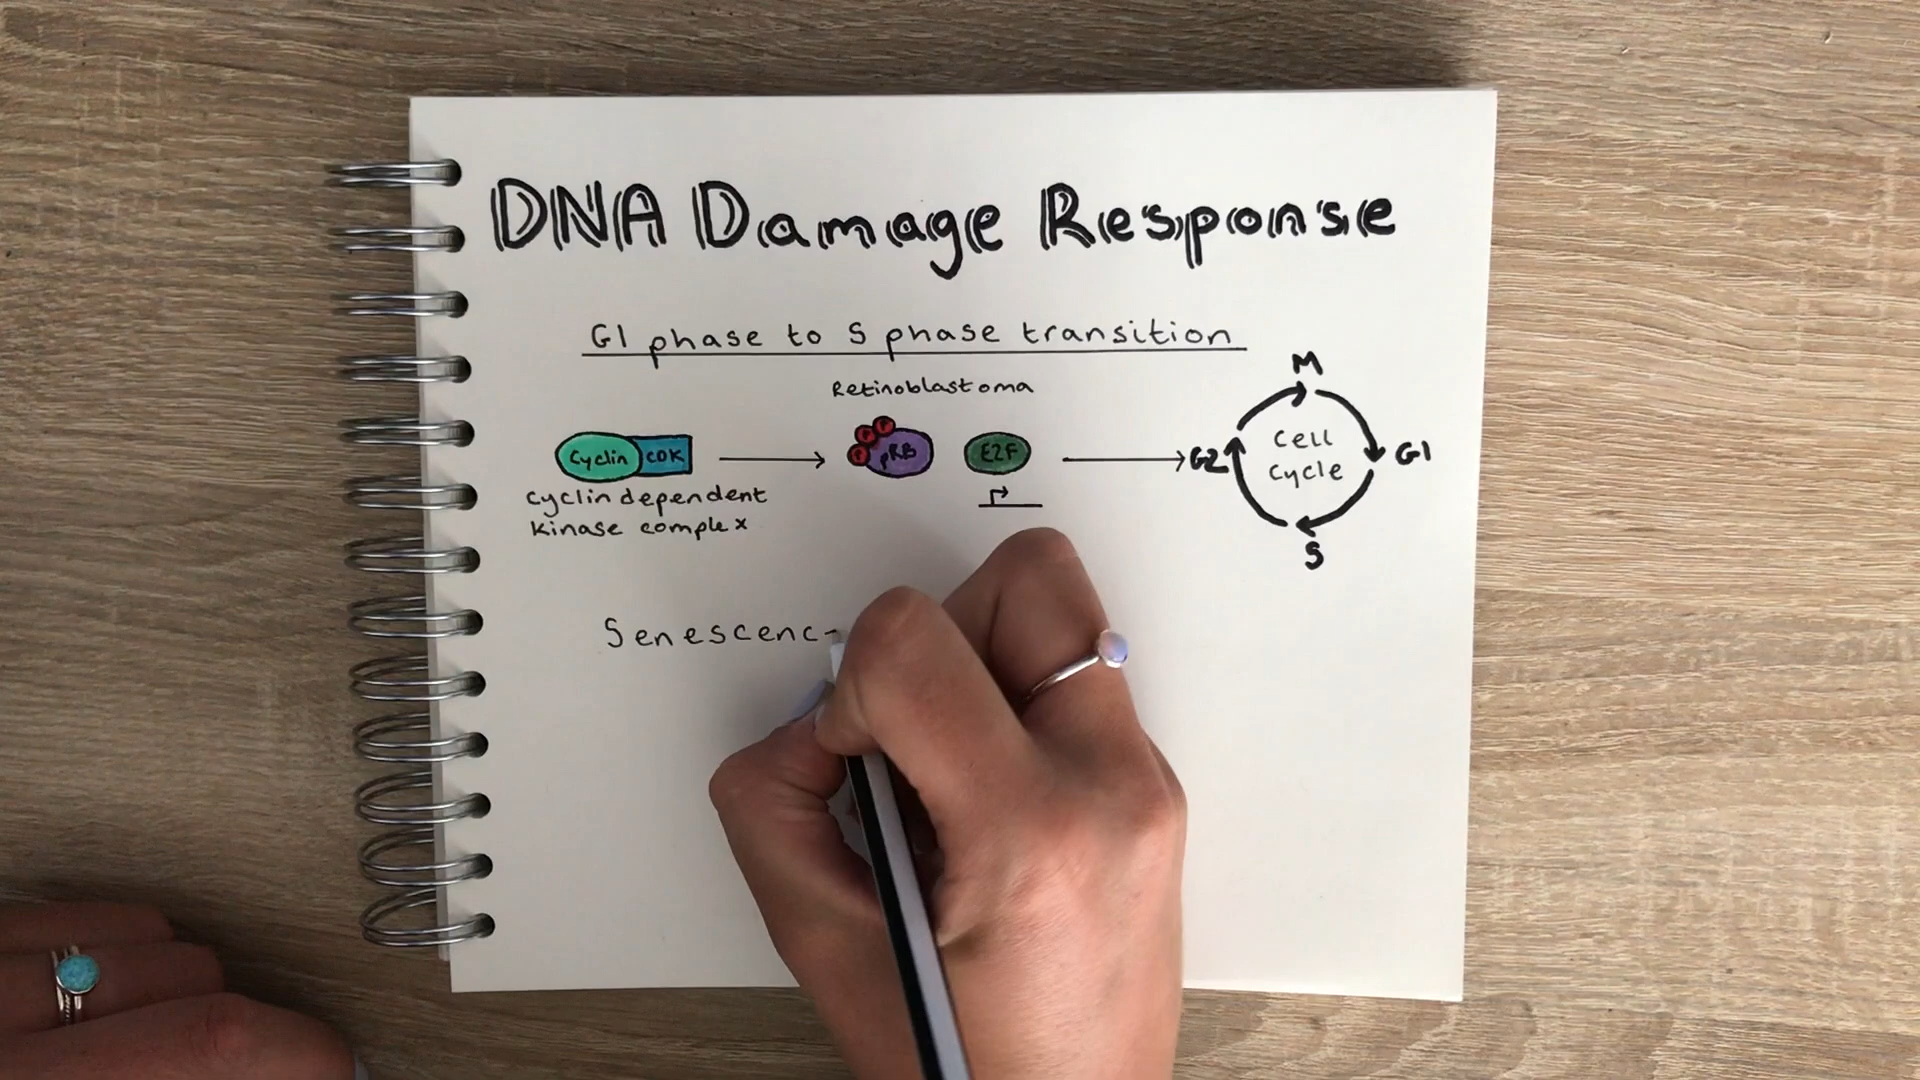 DNA Damage Response
G1 phase to S phase transition
Retinoblastoma
Cyclin CDK
P P P pRB
E2F
cyclin dependent
kinase complex
M
G1
S
G2
Cell
Cycle
Senescenc